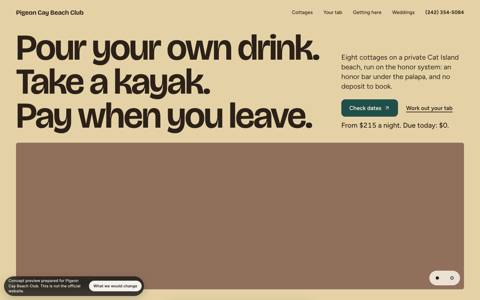 Pigeon Cay Beach Club
Cottages
Your tab
Getting here
Weddings
(242) 354-5084
Pour your own drink.
Take a kayak.
Pay when you leave.
Eight cottages on a private Cat Island
beach, run on the honor system: an
honor bar under the palapa, and no
deposit to book.
Check dates
Work out your tab
From $215 a night. Due today: $0.
Concept preview prepared for Pigeon
Cay Beach Club. This is not the official
website.
What we would change